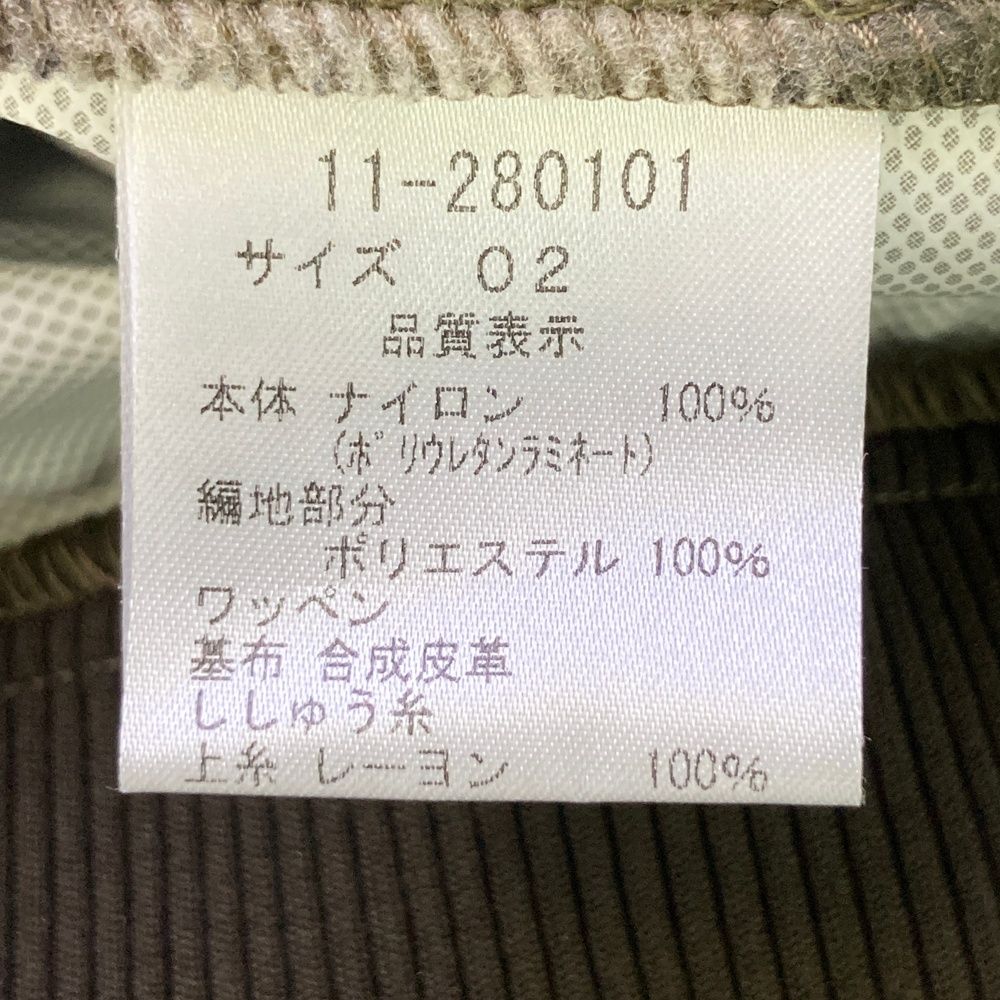 11-280101
サイズ 02
品質表示
本体 ナイロン 100%
(ポリウレタンラミネート)
編地部分
ポリエステル 100%
ワッペン
基布 合成皮革
ししゅう糸
上糸 レーヨン 100%